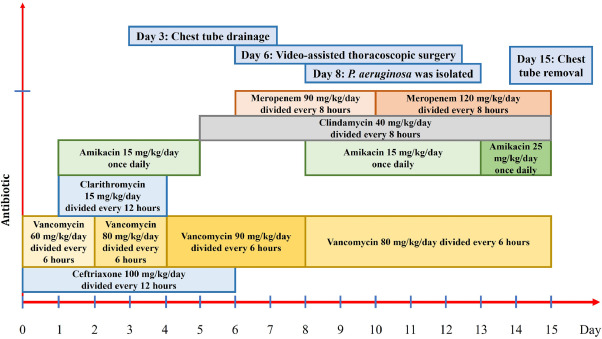 Day 3: Chest tube drainage
Day 6: Video-assisted thoracoscopic surgery
Day 8: P. aeruginosa was isolated
Day 15: Chest
tube removal
Meropenem 90 mg/kg/day
divided every 8 hours
Meropenem 120 mg/kg/day
divided every 8 hours
Clindamycin 40 mg/kg/day
divided every 8 hours
Amikacin 15 mg/kg/day
once daily
Amikacin 15 mg/kg/day
once daily
Amikacin 25
mg/kg/day
once daily
Clarithromycin
15 mg/kg/day
divided every 12 hours
Vancomycin
60 mg/kg/day
divided every
6 hours
Vancomycin
80 mg/kg/day
divided every
6 hours
Vancomycin 90 mg/kg/day
divided every 6 hours
Vancomycin 80 mg/kg/day divided every 6 hours
Ceftriaxone 100 mg/kg/day
divided every 12 hours
Antibiotic
0 1 2 3 4 5 6 7 8 9 10 11 12 13 14 15 Day